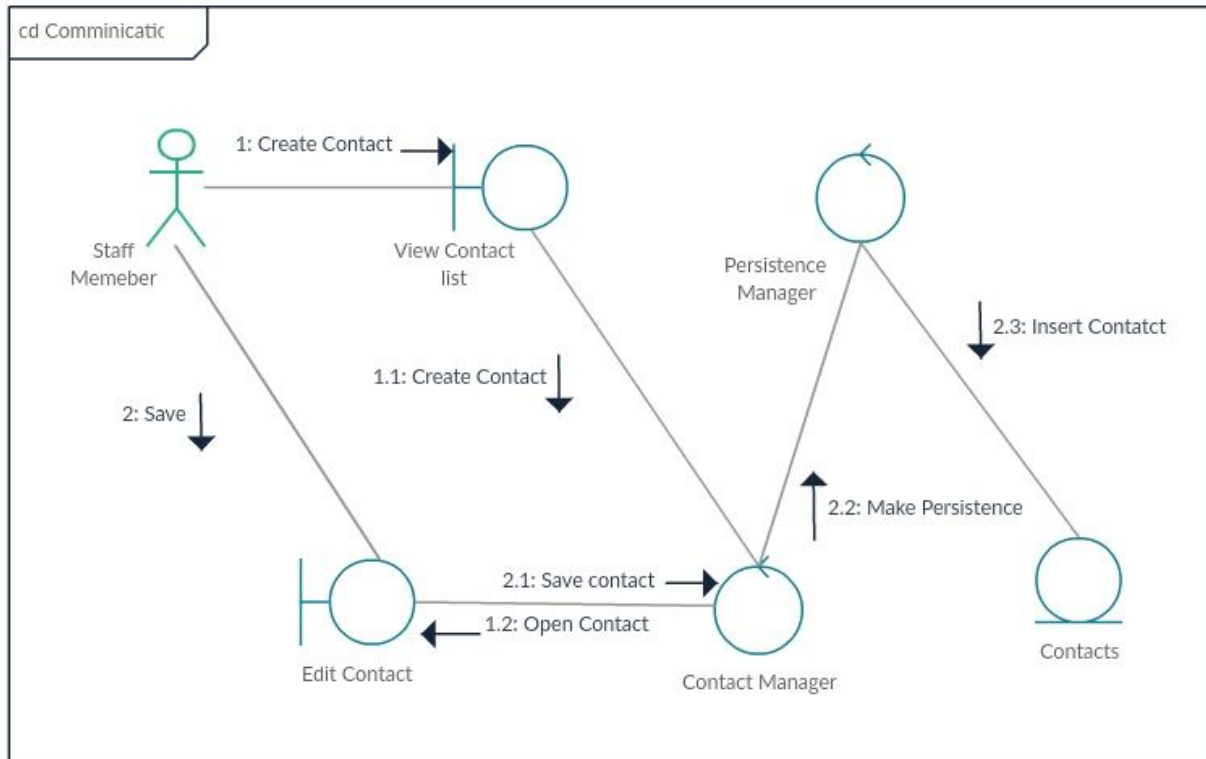 cd Comminicatic
1: Create Contact
Staff
Memeber
View Contact
list
Persistence
Manager
2.3: Insert Contatct
1.1: Create Contact
2: Save
2.2: Make Persistence
2.1: Save contact
1.2: Open Contact
Edit Contact
Contact Manager
Contacts